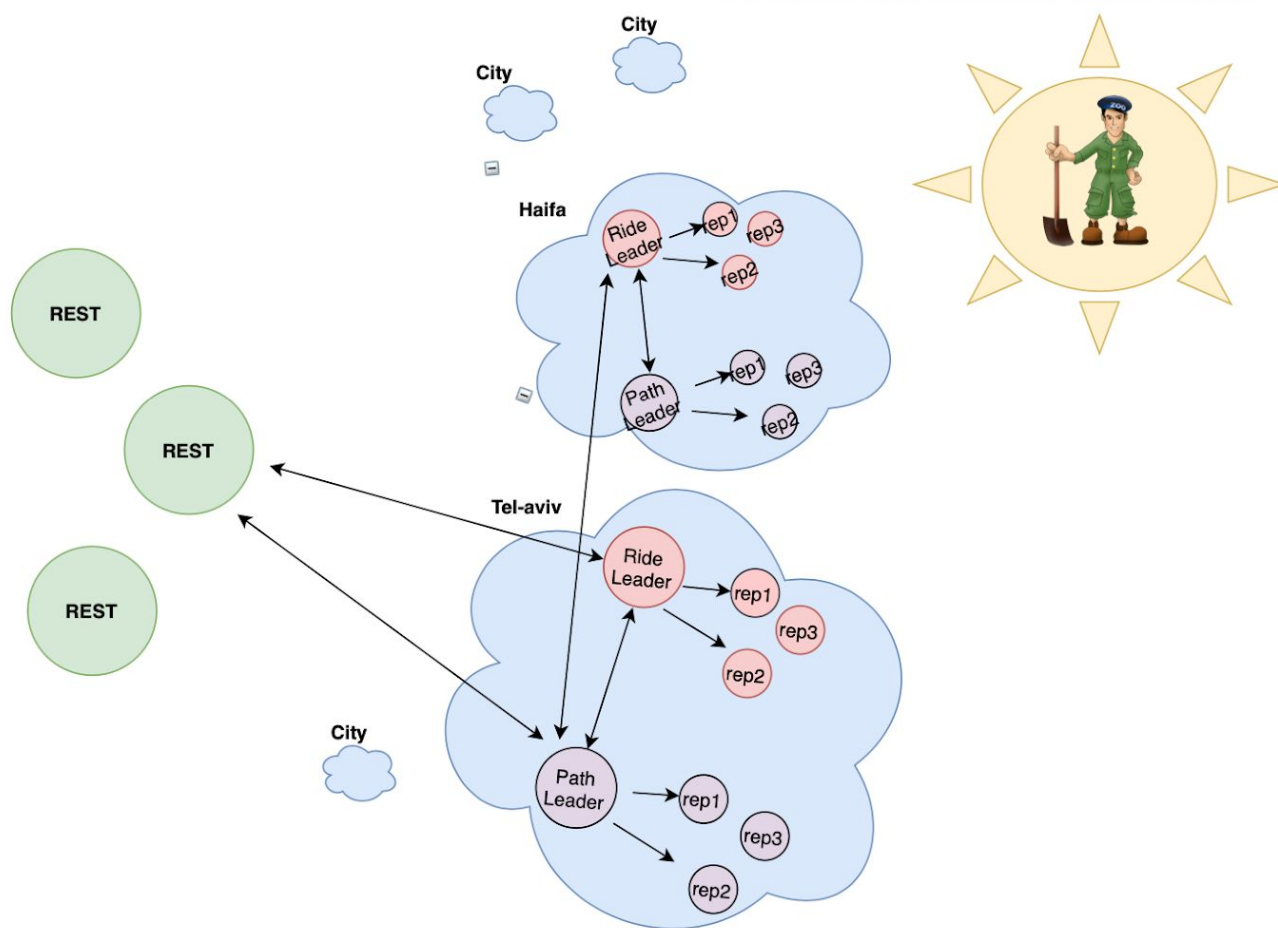 City
City
ZOO
Haifa
Ride
Leader
rep1
rep3
rep2
REST
Path
Leader
rep1
rep3
rep2
REST
Tel-aviv
Ride
Leader
rep1
rep3
rep2
REST
City
Path
Leader
rep1
rep3
rep2